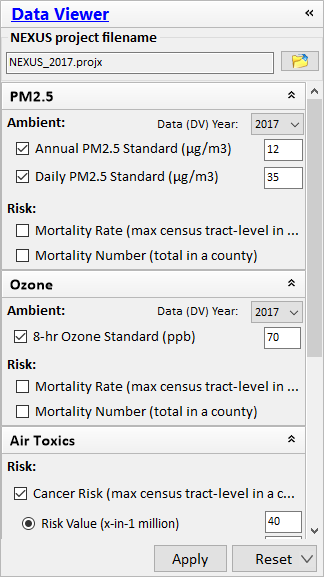 Data Viewer «
NEXUS project filename
NEXUS_2017.projx
PM2.5
Ambient: Data (DV) Year: 2017
Annual PM2.5 Standard (µg/m3) 12
Daily PM2.5 Standard (µg/m3) 35
Risk:
Mortality Rate (max census tract-level in ...
Mortality Number (total in a county)
Ozone
Ambient: Data (DV) Year: 2017
8-hr Ozone Standard (ppb) 70
Risk:
Mortality Rate (max census tract-level in ...
Mortality Number (total in a county)
Air Toxics
Risk:
Cancer Risk (max census tract-level in a c...
Risk Value (x-in-1 million) 40
Apply Reset